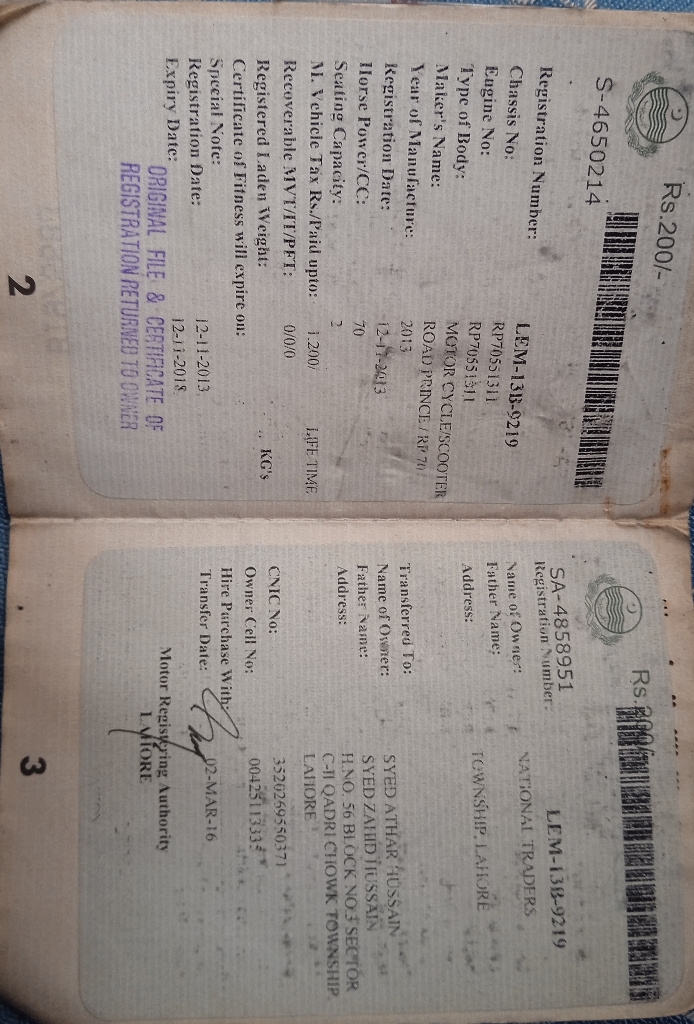 Rs.200/-
S-4650214
Registration Number: LEM-13B-9219
Chassis No: RP70551311
Engine No: RP70551311
Type of Body: MOTOR CYCLE/SCOOTER
Maker's Name: ROAD PRINCE / RP 70
Year of Manufacture: 2013
Registration Date: 12-11-2013
Horse Power/CC: 70
Seating Capacity: 2
M. Vehicle Tax Rs./Paid upto: 1,200/ LIFE TIME
Recoverable MVT/IT/PFT: 0/0/0
Registered Laden Weight: .. KG's
Certificate of Fitness will expire on:
Special Note:
Registration Date: 12-11-2013
Expiry Date: 12-11-2018
ORIGINAL FILE & CERTIFICATE OF
REGISTRATION RETURNED TO OWNER
2
Rs.200/-
SA-4858951
Registration Number: LEM-13B-9219
Name of Owner: NATIONAL TRADERS
Father Name:
Address: TOWNSHIP, LAHORE
Transferred To:
Name of Owner: SYED ATHAR HUSSAIN
Father Name: SYED ZAHID HUSSAIN
Address: H.NO. 56 BLOCK NO.3 SECTOR
C-II QADRI CHOWK TOWNSHIP
LAHORE
CNIC No: 3520269550371
Owner Cell No:
Hire Purchase With:
Transfer Date: 02-MAR-16
Motor Registering Authority
LAHORE
3